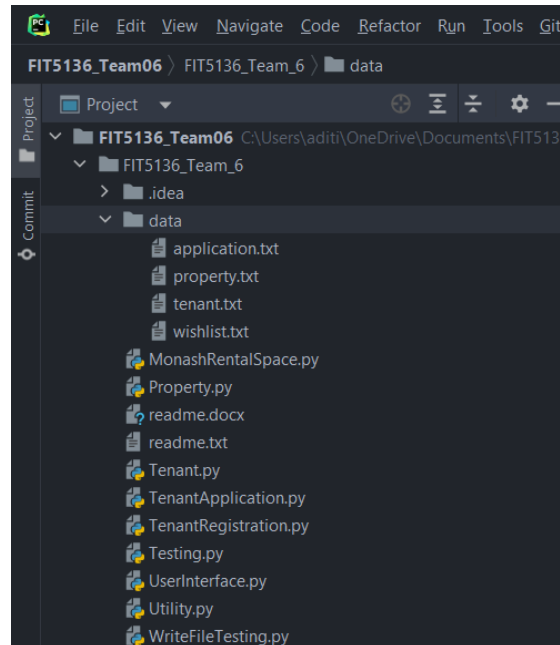 PC File Edit View Navigate Code Refactor Run Tools Git
FIT5136_Team06 〉 FIT5136_Team_6 〉 data
Project
Project
Commit
FIT5136_Team06 C:\Users\aditi\OneDrive\Documents\FIT513
FIT5136_Team_6
.idea
data
application.txt
property.txt
tenant.txt
wishlist.txt
MonashRentalSpace.py
Property.py
readme.docx
readme.txt
Tenant.py
TenantApplication.py
TenantRegistration.py
Testing.py
UserInterface.py
Utility.py
WriteFileTesting.py